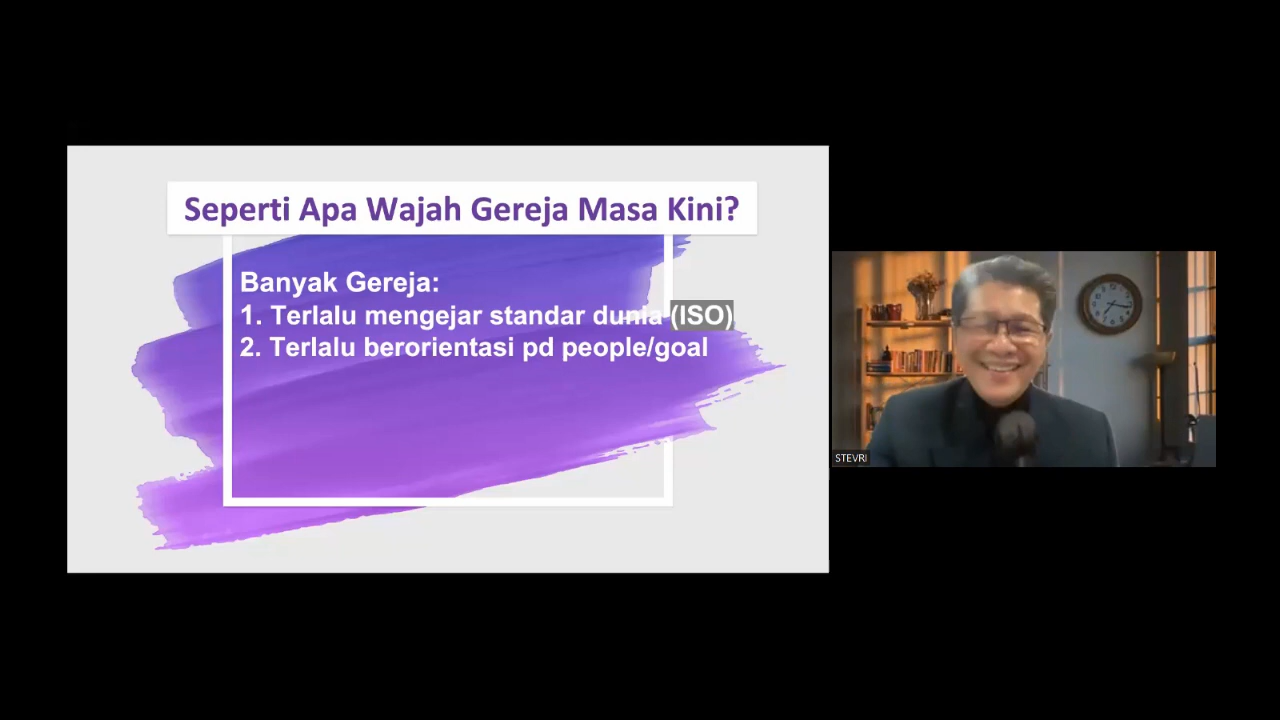 Seperti Apa Wajah Gereja Masa Kini?
Banyak Gereja:
1. Terlalu mengejar standar dunia (ISO)
2. Terlalu berorientasi pd people/goal
STEVRI